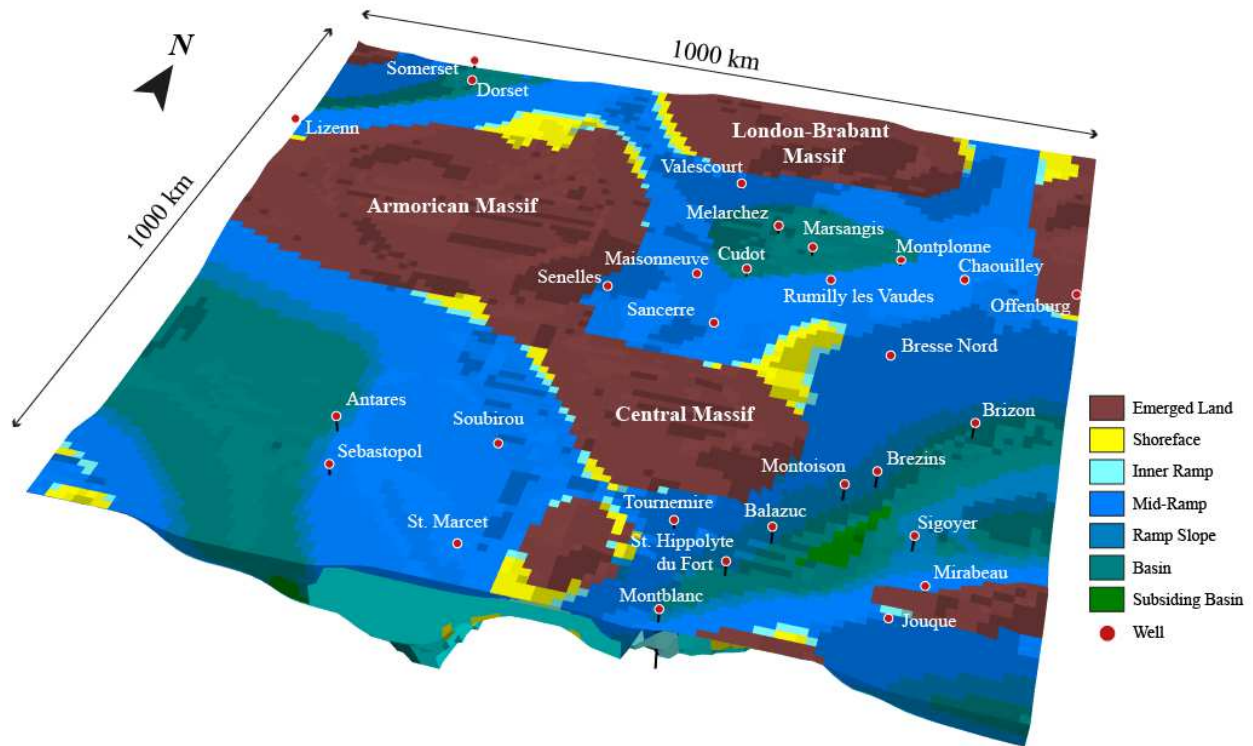 N
1000 km
1000 km
Somerset
Dorset
Lizenn
London-Brabant
Massif
Valescourt
Armorican Massif
Melarchez
Marsangis
Montplonne
Maisonneuve
Cudot
Chaouilley
Senelles
Rumilly les Vaudes
Offenburg
Sancerre
Bresse Nord
Antares
Soubirou
Central Massif
Brizon
Sebastopol
Montoison
Brezins
Tournemire
Balazuc
St. Marcet
St. Hippolyte
du Fort
Sigoyer
Mirabeau
Montblanc
Jouque
Emerged Land
Shoreface
Inner Ramp
Mid-Ramp
Ramp Slope
Basin
Subsiding Basin
Well